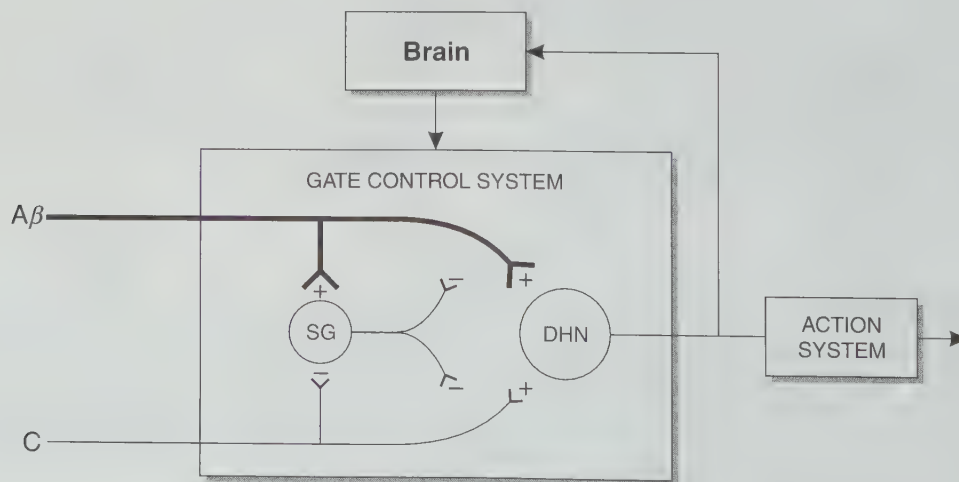 Brain
GATE CONTROL SYSTEM
Aβ
+
+
−
SG
DHN
ACTION
SYSTEM
−
−
+
C